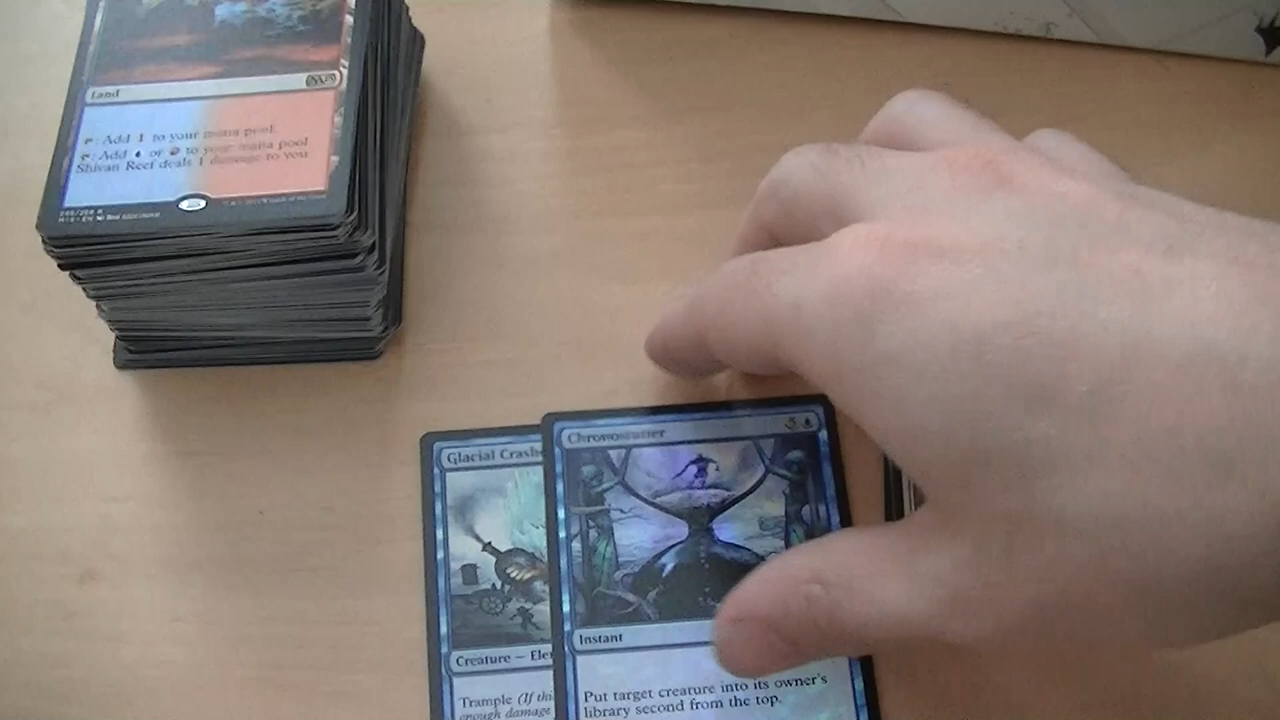 Land
: Add 1 to your mana pool.
: Add or to your mana pool
Shivan Reef deals 1 damage to you
Glacial Crash
Chronostutter
5
Creature — Ele
Instant
Trample (If thi
enough damage
Put target creature into its owner's
library second from the top.